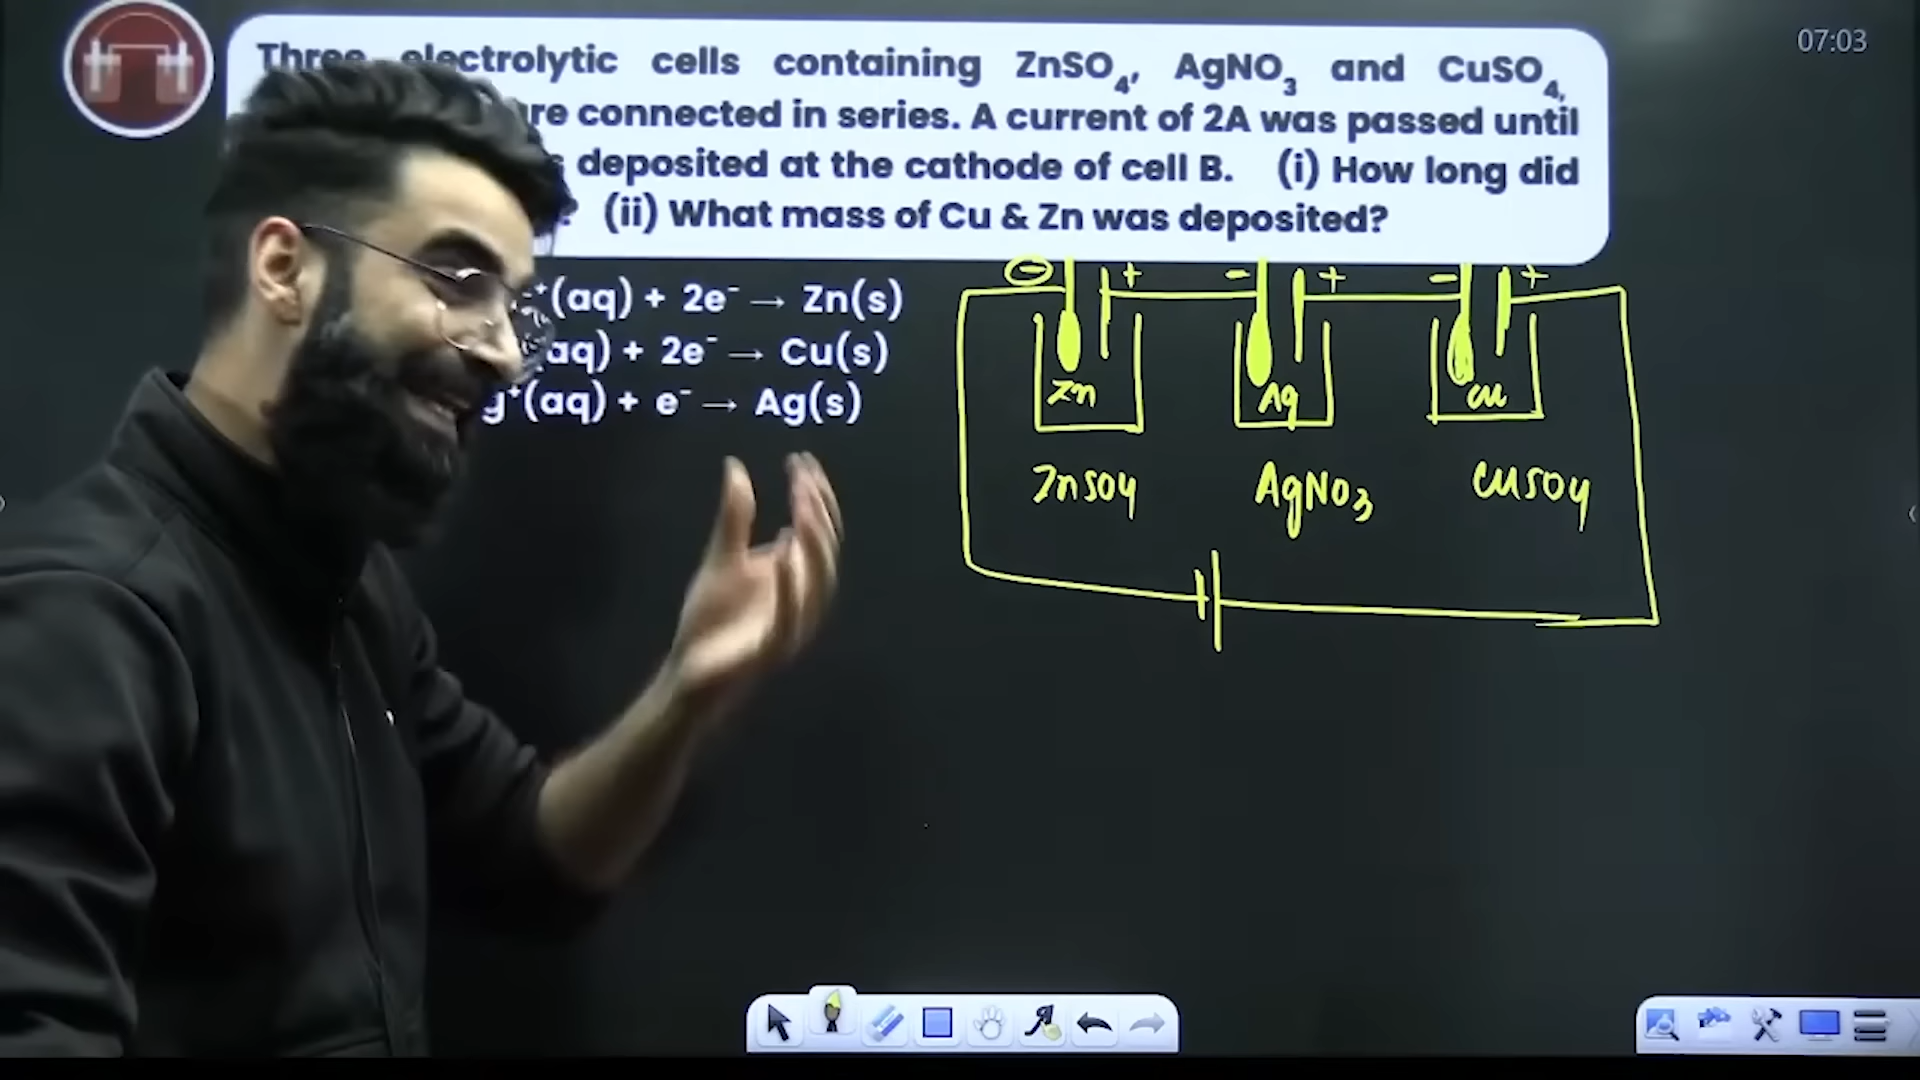 07:03
Three electrolytic cells containing ZnSO₄, AgNO₃ and CuSO₄,
are connected in series. A current of 2A was passed until
deposited at the cathode of cell B. (i) How long did
? (ii) What mass of Cu & Zn was deposited?
⁺(aq) + 2e⁻ → Zn(s)
aq) + 2e⁻ → Cu(s)
g⁺(aq) + e⁻ → Ag(s)
- + - + - +
Zn Ag Cu
ZnSO4 AgNO3 CuSO4